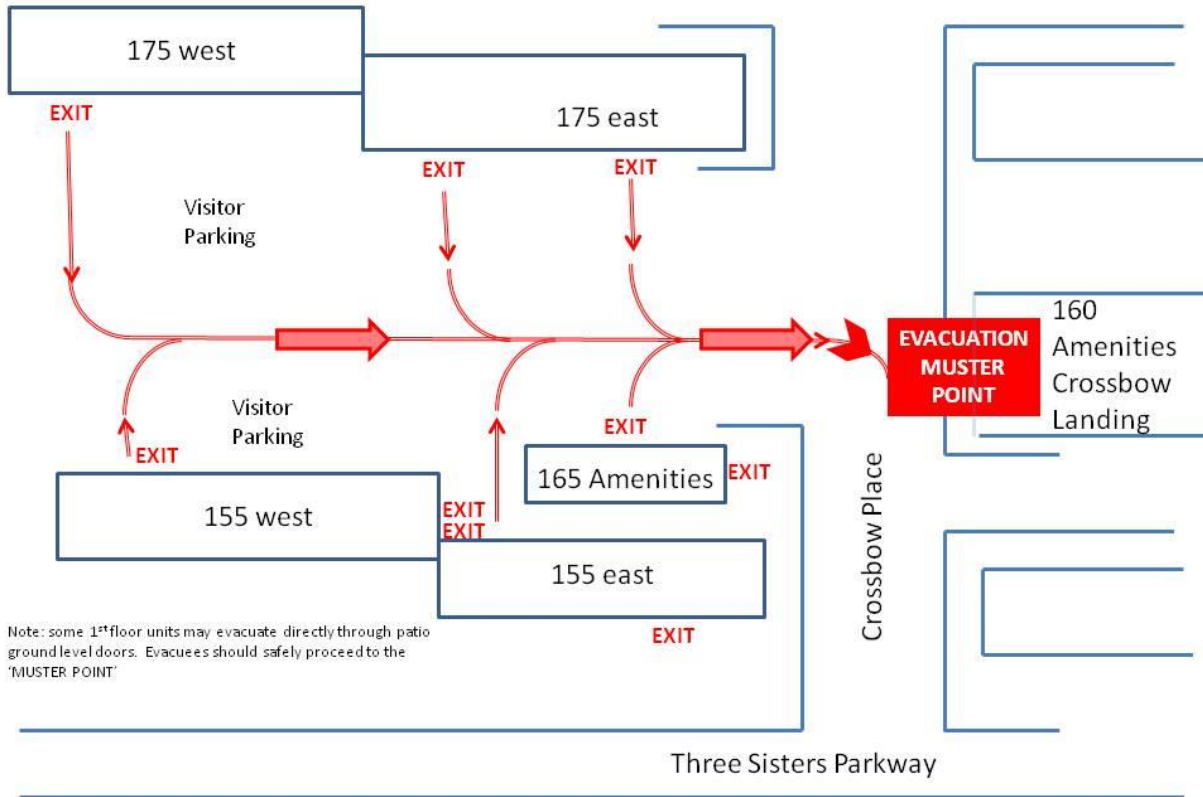 175 west
175 east
EXIT
EXIT
EXIT
Visitor
Parking
EVACUATION
MUSTER
POINT
160
Amenities
Crossbow
Landing
Visitor
Parking
EXIT
EXIT
165 Amenities
EXIT
155 west
EXIT
EXIT
155 east
EXIT
Crossbow Place
Note: some 1st floor units may evacuate directly through patio
ground level doors. Evacuees should safely proceed to the
‘MUSTER POINT’
Three Sisters Parkway